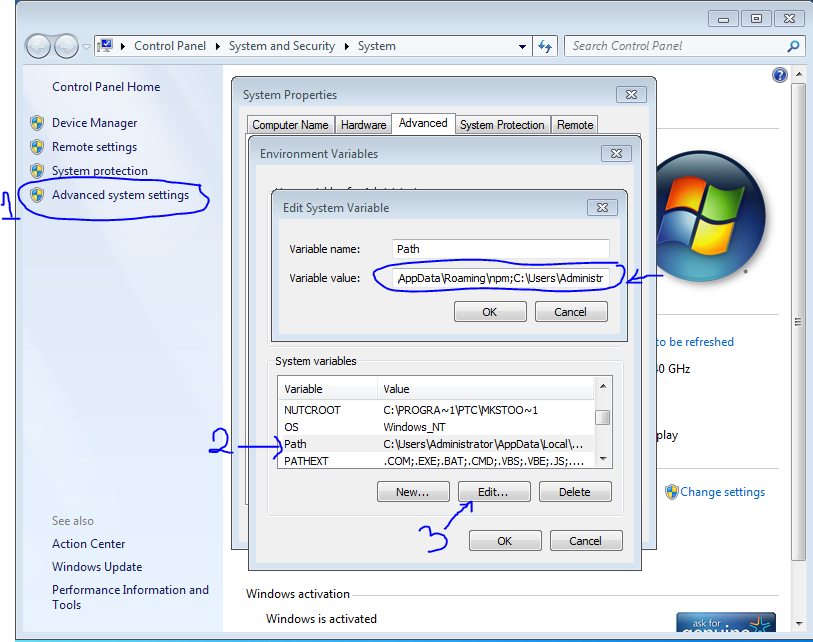 Control Panel ▸ System and Security ▸ System
Search Control Panel
Control Panel Home
Device Manager
Remote settings
System protection
1
Advanced system settings
See also
Action Center
Windows Update
Performance Information and
Tools
System Properties
Computer Name Hardware Advanced System Protection Remote
Environment Variables
Edit System Variable
Variable name: Path
Variable value: AppData\Roaming\npm;C:\Users\Administr
OK Cancel
System variables
Variable Value
NUTCROOT C:\PROGRA~1\PTC\MKSTOO~1
OS Windows_NT
2
Path C:\Users\Administrator\AppData\Local\...
PATHEXT .COM;.EXE;.BAT;.CMD;.VBS;.VBE;.JS;....
New... Edit... Delete
3
OK Cancel
to be refreshed
0 GHz
play
Change settings
Windows activation
Windows is activated
ask for
genuine